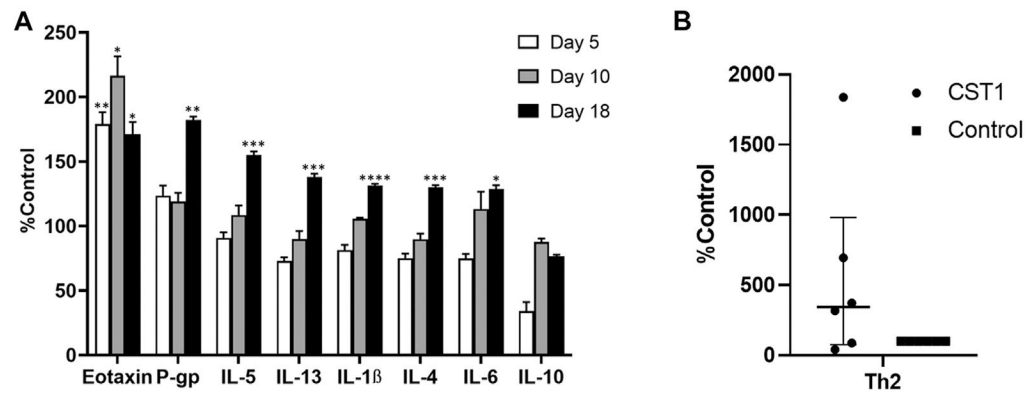 A
%Control
250
200
150
100
50
0
** * *
**
***
***
****
***
*
Eotaxin P-gp IL-5 IL-13 IL-1ß IL-4 IL-6 IL-10
Day 5
Day 10
Day 18
B
%Control
2000
1500
1000
500
0
CST1
Control
Th2